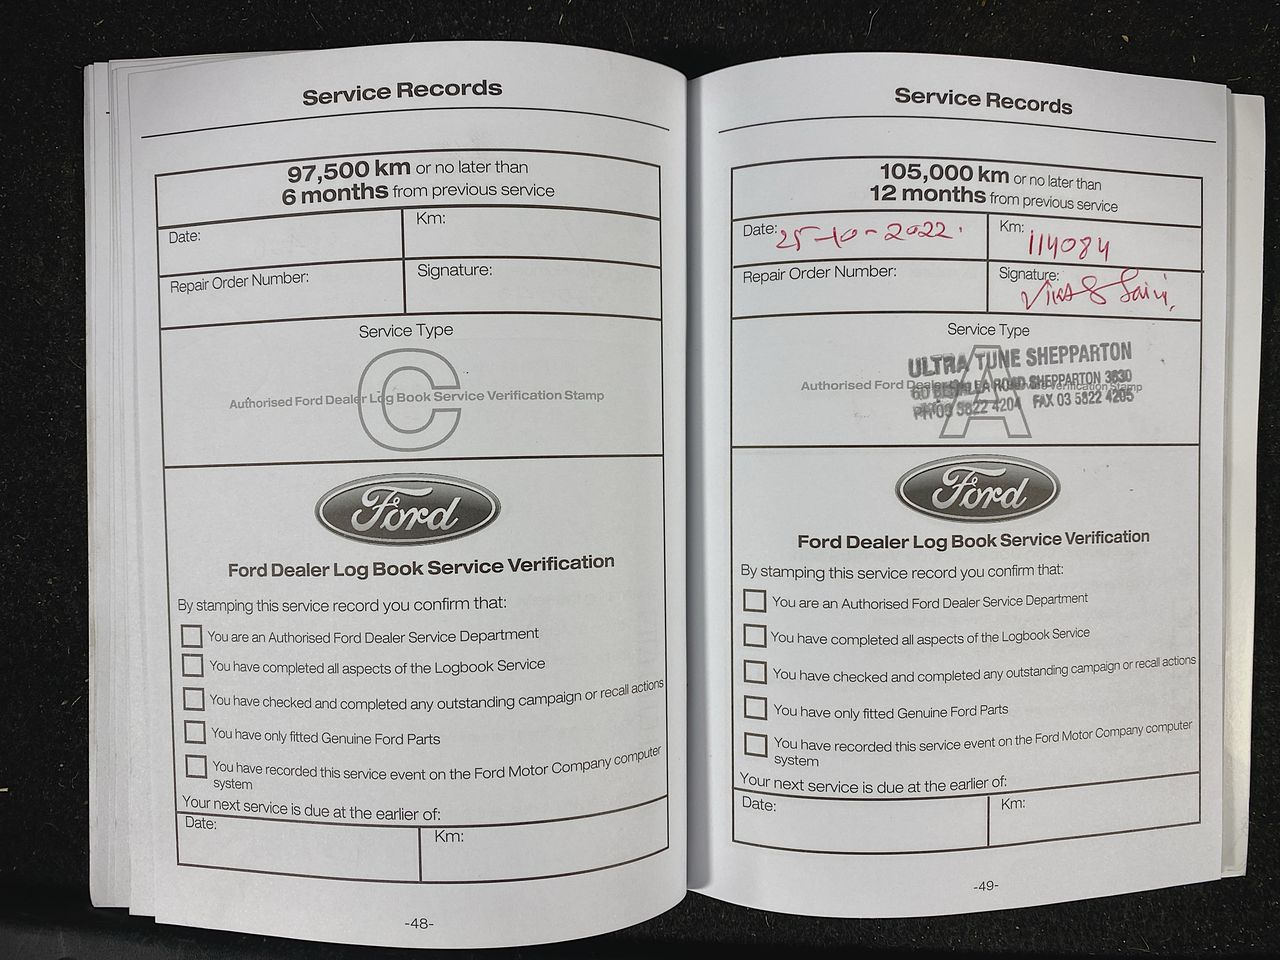 Service Records
97,500 km or no later than
6 months from previous service
Date:
Km:
Repair Order Number:
Signature:
Service Type
C
Authorised Ford Dealer Log Book Service Verification Stamp
Ford
Ford Dealer Log Book Service Verification
By stamping this service record you confirm that:
You are an Authorised Ford Dealer Service Department
You have completed all aspects of the Logbook Service
You have checked and completed any outstanding campaign or recall actions
You have only fitted Genuine Ford Parts
You have recorded this service event on the Ford Motor Company computer
system
Your next service is due at the earlier of:
Date:
Km:
-48-
Service Records
105,000 km or no later than
12 months from previous service
Date: 25-10-2022.
Km: 114084
Repair Order Number:
Signature:
Service Type
A
ULTRA TUNE SHEPPARTON
Authorised Ford Dealer Log Book Service Verification Stamp
ROAD SHEPPARTON 3630
PH 03 5822 4204 FAX 03 5822 4205
Ford
Ford Dealer Log Book Service Verification
By stamping this service record you confirm that:
You are an Authorised Ford Dealer Service Department
You have completed all aspects of the Logbook Service
You have checked and completed any outstanding campaign or recall actions
You have only fitted Genuine Ford Parts
You have recorded this service event on the Ford Motor Company computer
system
Your next service is due at the earlier of:
Date:
Km:
-49-